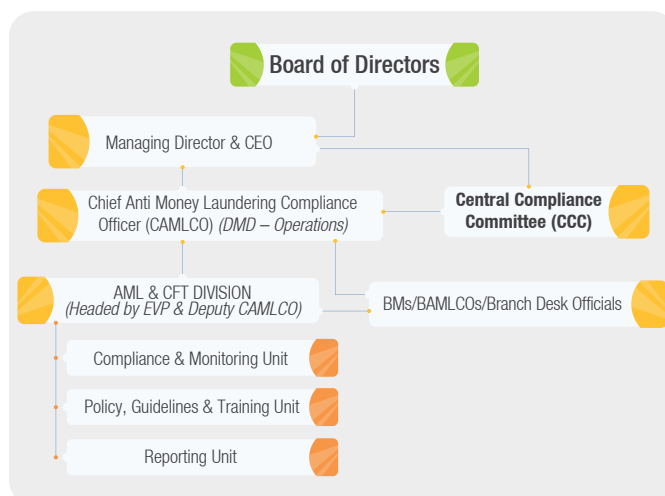 Board of Directors
Managing Director & CEO
Chief Anti Money Laundering Compliance
Officer (CAMLCO) (DMD – Operations)
Central Compliance
Committee (CCC)
AML & CFT DIVISION
(Headed by EVP & Deputy CAMLCO)
BMs/BAMLCOs/Branch Desk Officials
Compliance & Monitoring Unit
Policy, Guidelines & Training Unit
Reporting Unit